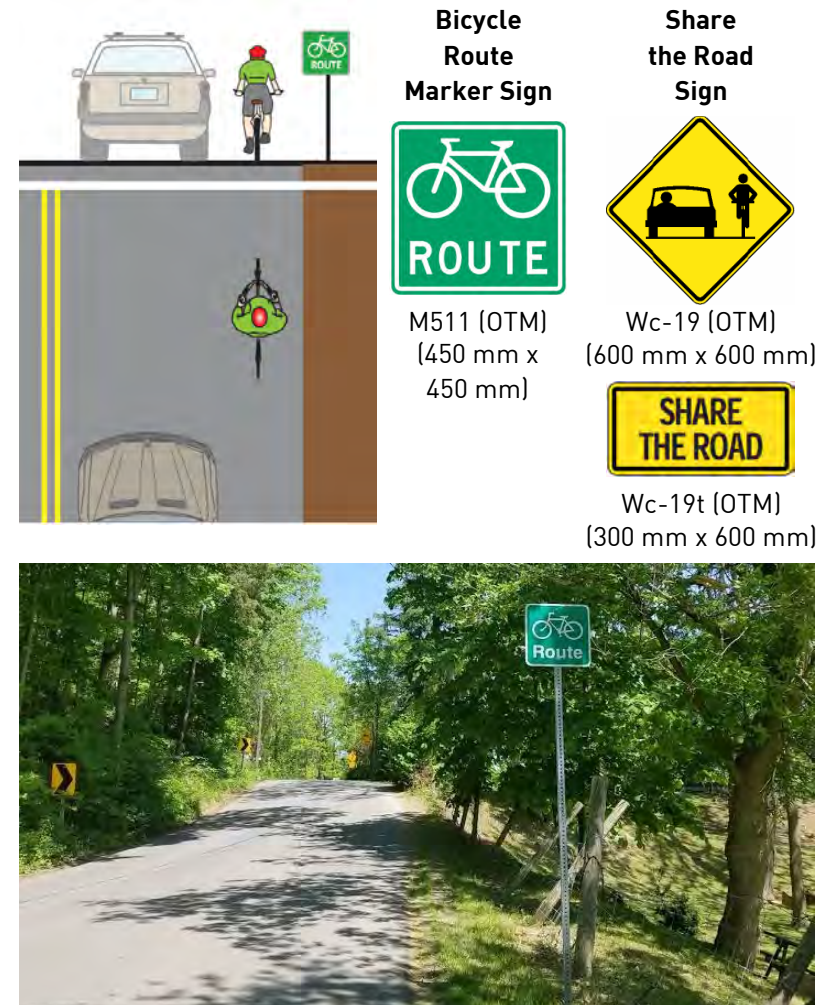 ROUTE
Bicycle
Route
Marker Sign
ROUTE
M511 (OTM)
(450 mm x
450 mm)
Share
the Road
Sign
Wc-19 (OTM)
(600 mm x 600 mm)
SHARE
THE ROAD
Wc-19t (OTM)
(300 mm x 600 mm)
Route